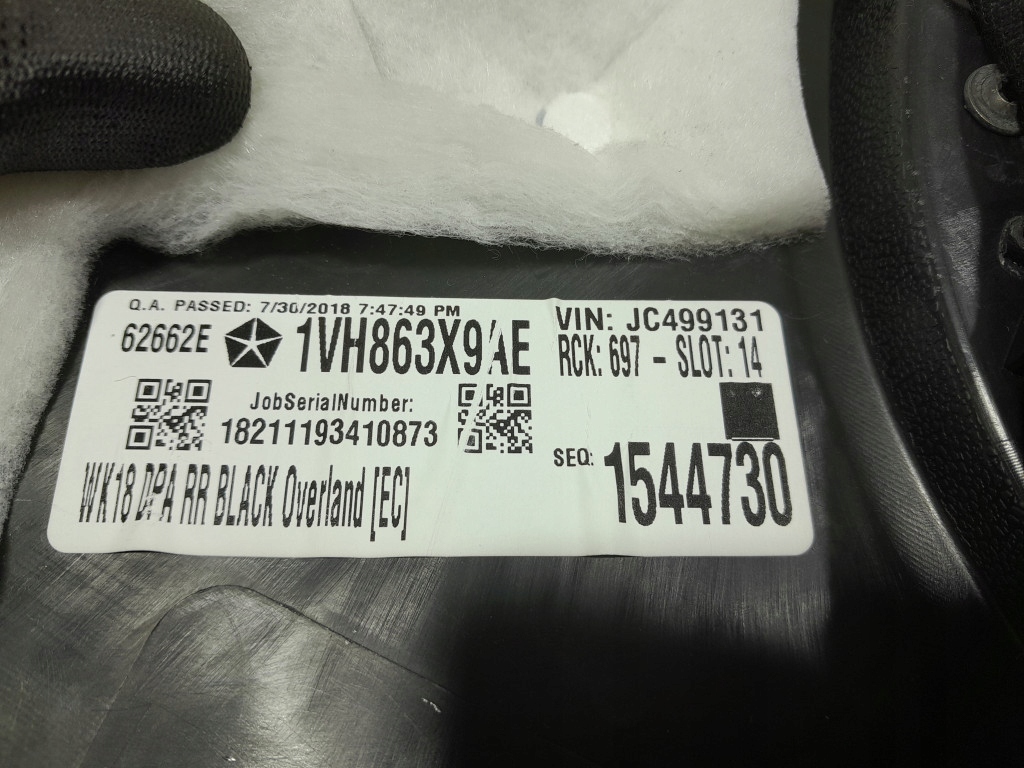 Q.A. PASSED: 7/30/2018 7:47:49 PM
62662E 1VH863X9AE
VIN: JC499131
RCK: 697 - SLOT: 14
JobSerialNumber:
18211193410873
SEQ: 1544730
WK18 DPA RR BLACK Overland [EC]